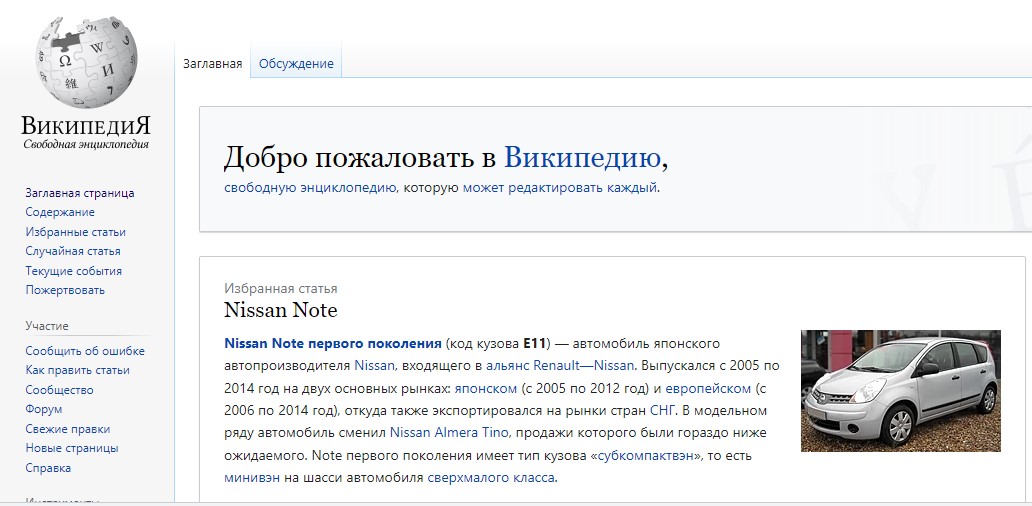 ВикипедиЯ
Свободная энциклопедия
Заглавная страница
Содержание
Избранные статьи
Случайная статья
Текущие события
Пожертвовать
Участие
Сообщить об ошибке
Как править статьи
Сообщество
Форум
Свежие правки
Новые страницы
Справка
Инструменты
Заглавная
Обсуждение
Добро пожаловать в Википедию,
свободную энциклопедию, которую может редактировать каждый.
Избранная статья
Nissan Note
Nissan Note первого поколения (код кузова E11) — автомобиль японского
автопроизводителя Nissan, входящего в альянс Renault—Nissan. Выпускался с 2005 по
2014 год на двух основных рынках: японском (с 2005 по 2012 год) и европейском (с
2006 по 2014 год), откуда также экспортировался на рынки стран СНГ. В модельном
ряду автомобиль сменил Nissan Almera Tino, продажи которого были гораздо ниже
ожидаемого. Note первого поколения имеет тип кузова «субкомпактвэн», то есть
минивэн на шасси автомобиля сверхмалого класса.